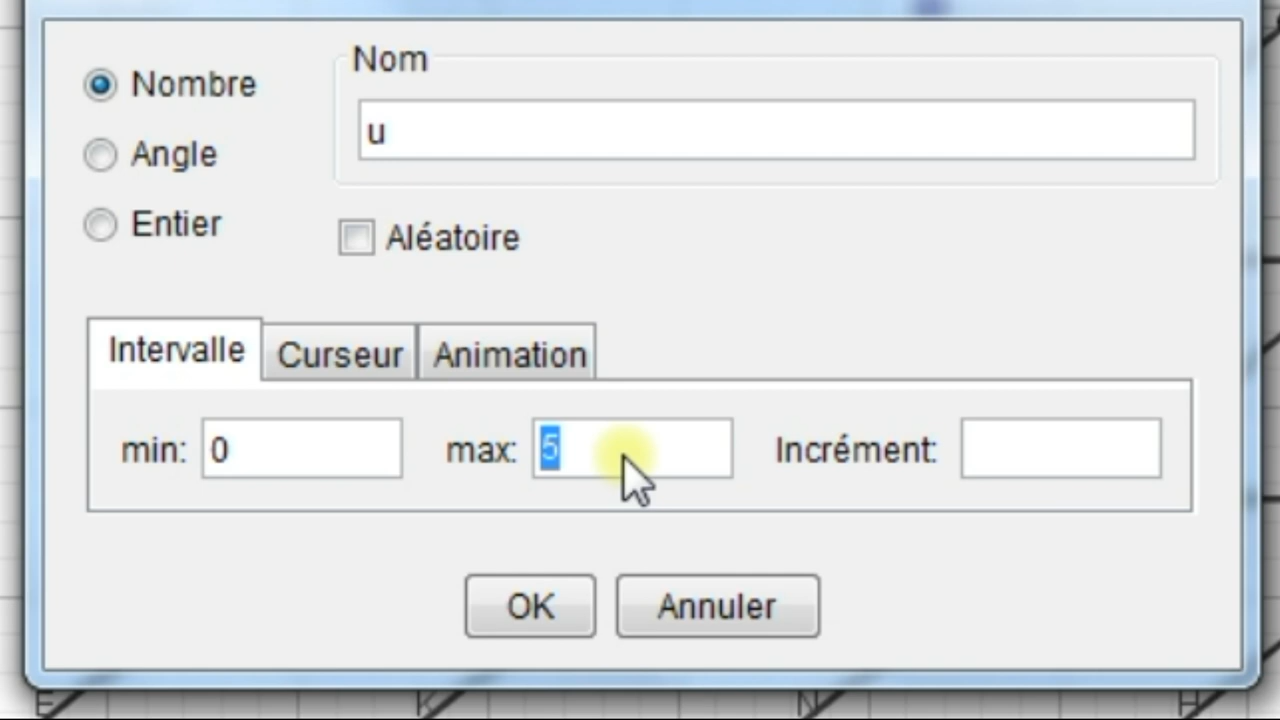 Nombre
Angle
Entier
Nom
u
Aléatoire
Intervalle Curseur Animation
min: 0 max: 5 Incrément:
OK Annuler
E K N H